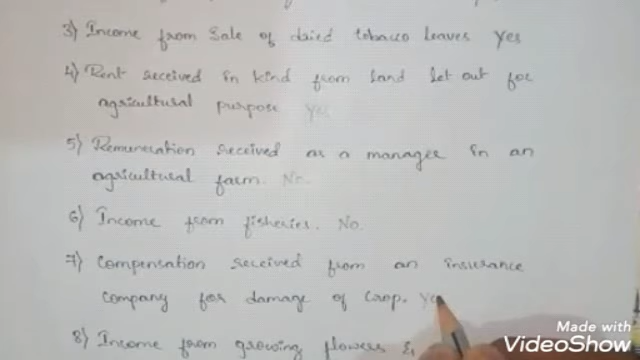 3) Income from Sale of dried tobacco leaves Yes
4) Rent received in kind from land let out for
agricultural purpose Yes
5) Remuneration received as a manager in an
agricultural farm. No.
6) Income from fisheries. No.
7) Compensation received from an insurance
company for damage of Crop. Yes
8) Income from growing flowers &
Made with
VideoShow